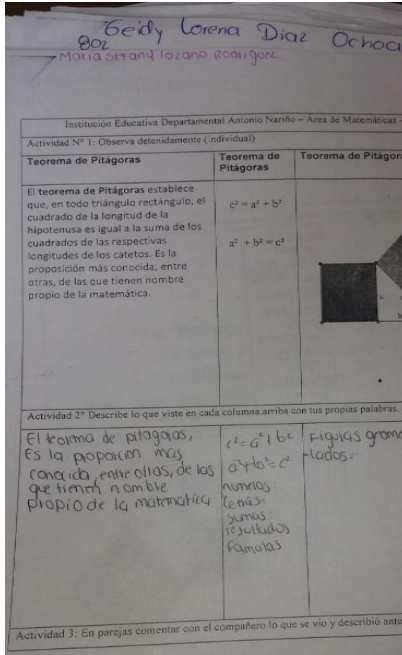 Geidy Lorena Diaz Ochoa
802
Maria strany lozano Rodriguez
Institución Educativa Departamental Antonio Nariño – Área de Matemáticas -
Actividad N° 1: Observa detenidamente (individual)
Teorema de Pitágoras
El teorema de Pitágoras establece
que, en todo triángulo rectángulo, el
cuadrado de la longitud de la
hipotenusa es igual a la suma de los
cuadrados de las respectivas
longitudes de los catetos. Es la
proposición más conocida, entre
otras, de las que tienen nombre
propio de la matemática.
Teorema de
Pitágoras
c² = a² + b²
a² + b² = c²
Teorema de Pitágor
a
b
Actividad 2° Describe lo que viste en cada columna arriba con tus propias palabras.
El teorema de pitagoras,
Es la proporcion mas
conocida, entre otros, de las
que tienen nombre
propio de la matematica
c² = a² + b²
a² + b² = c²
numeros
letras.
sumas.
resultados
formulas
Figuras
lados.
Actividad 3: En parejas comentar con el compañero lo que se vio y describió ante